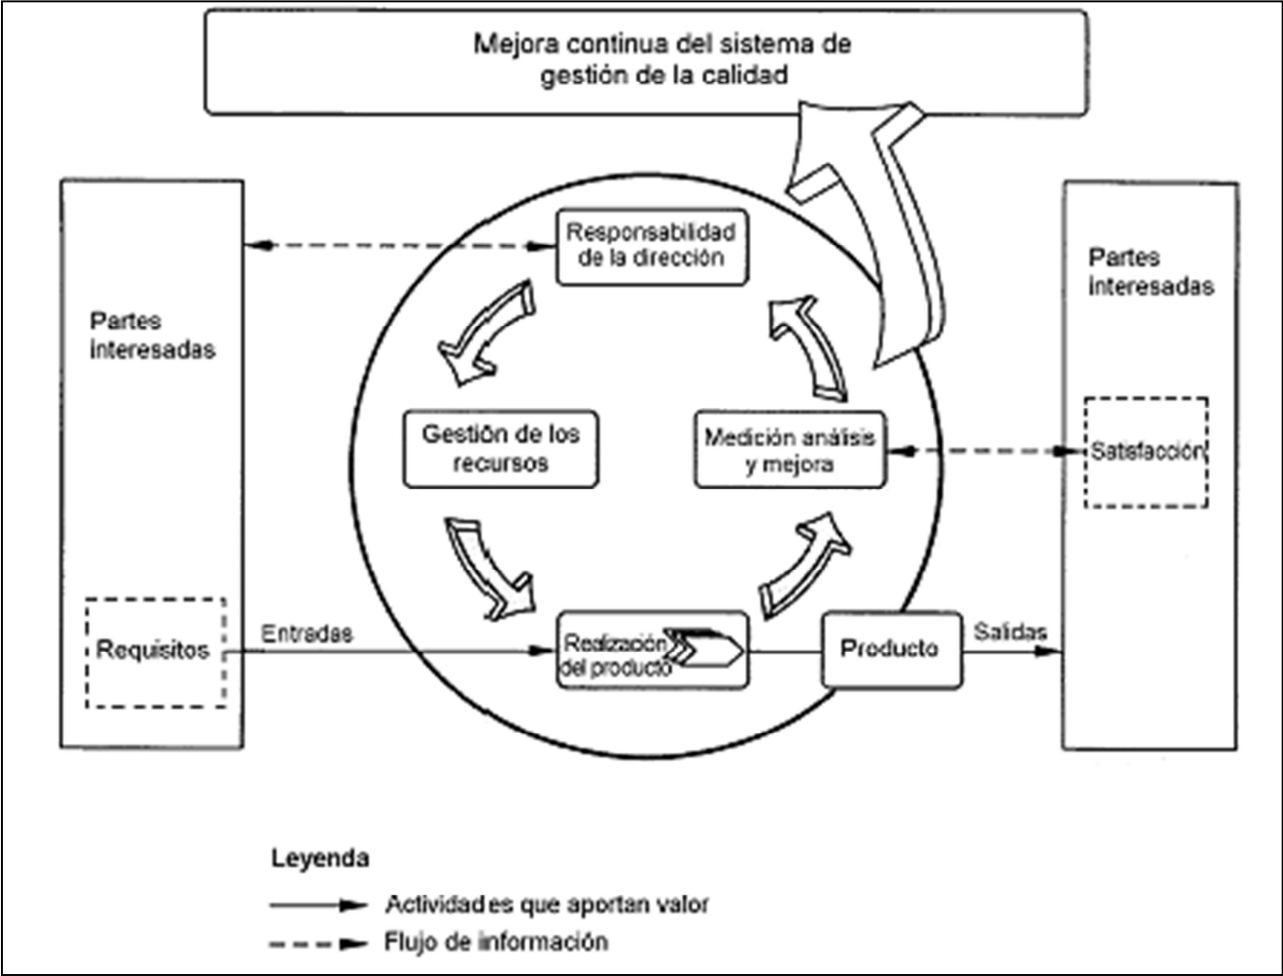 Mejora continua del sistema de
gestión de la calidad
Responsabilidad
de la dirección
Partes
interesadas
Partes
interesadas
Gestión de los
recursos
Medición análisis
y mejora
Satisfacción
Requisitos
Entradas
Realización
del producto
Producto
Salidas
Leyenda
Actividades que aportan valor
Flujo de información